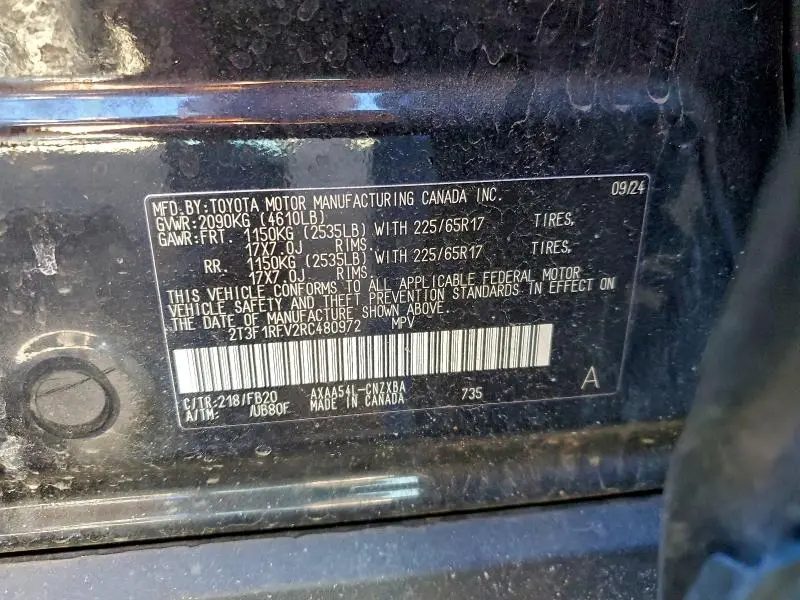 MFD.BY:TOYOTA MOTOR MANUFACTURING CANADA INC. 09/24
GVWR:2090KG (4610LB)
GAWR:FRT. 1150KG (2535LB) WITH 225/65R17 TIRES,
17X7.0J RIMS.
RR. 1150KG (2535LB) WITH 225/65R17 TIRES,
17X7.0J RIMS.
THIS VEHICLE CONFORMS TO ALL APPLICABLE FEDERAL MOTOR
VEHICLE SAFETY AND THEFT PREVENTION STANDARDS IN EFFECT ON
THE DATE OF MANUFACTURE SHOWN ABOVE.
2T3F1RFV2RC480972 MPV
C/TR:218/FB20 AXAA54L-CNZXBA 735 A
A/TM: /UB80F MADE IN CANADA